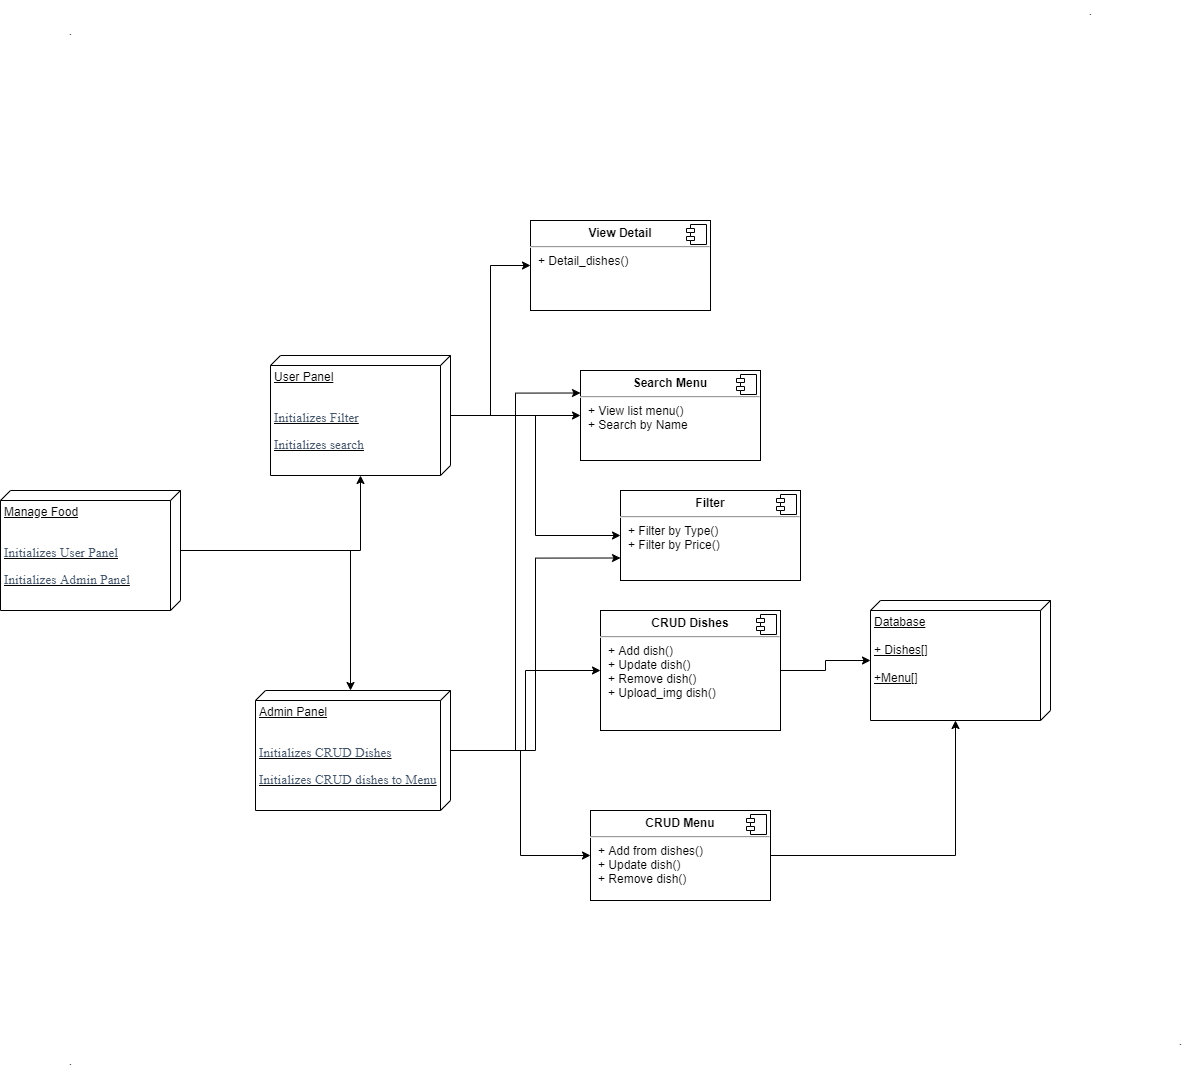 View Detail
+ Detail_dishes()
User Panel
Initializes Filter
Initializes search
Search Menu
+ View list menu()
+ Search by Name
Manage Food
Initializes User Panel
Initializes Admin Panel
Filter
+ Filter by Type()
+ Filter by Price()
CRUD Dishes
+ Add dish()
+ Update dish()
+ Remove dish()
+ Upload_img dish()
Database
+ Dishes[]
+Menu[]
Admin Panel
Initializes CRUD Dishes
Initializes CRUD dishes to Menu
CRUD Menu
+ Add from dishes()
+ Update dish()
+ Remove dish()